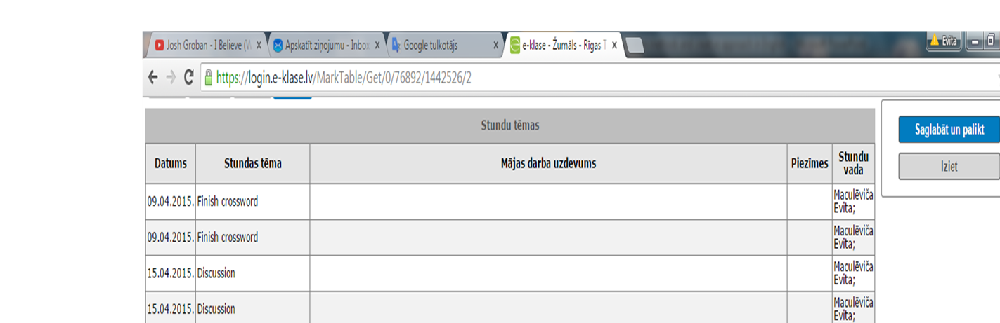 Josh Groban - I Believe (V
Apskatīt ziņojumu - Inbox
Google tulkotājs
e-klase - Žurnāls - Rīgas T
Evita
https://login.e-klase.lv/MarkTable/Get/0/76892/1442526/2
Stundu tēmas
Saglabāt un palikt
Iziet
Datums Stundas tēma Mājas darba uzdevums Piezīmes Stundu
vada
09.04.2015. Finish crossword Maculēviča
Evita;
09.04.2015. Finish crossword Maculēviča
Evita;
15.04.2015. Discussion Maculēviča
Evita;
15.04.2015. Discussion Maculēviča
Evita;